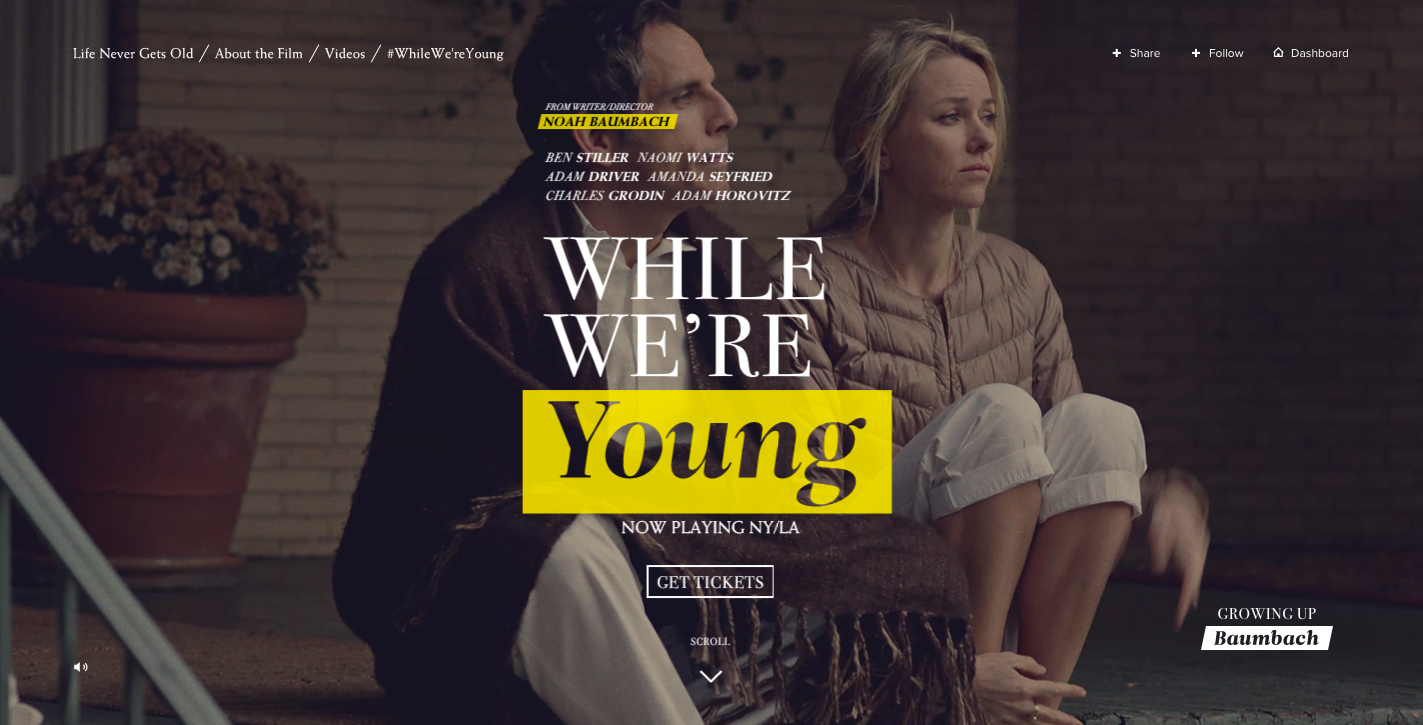 Life Never Gets Old / About the Film / Videos / #WhileWe'reYoung
Share
Follow
Dashboard
FROM WRITER/DIRECTOR
NOAH BAUMBACH
BEN STILLER NAOMI WATTS
ADAM DRIVER AMANDA SEYFRIED
CHARLES GRODIN ADAM HOROVITZ
WHILE
WE'RE
Young
NOW PLAYING NY/LA
GET TICKETS
SCROLL
GROWING UP
Baumbach